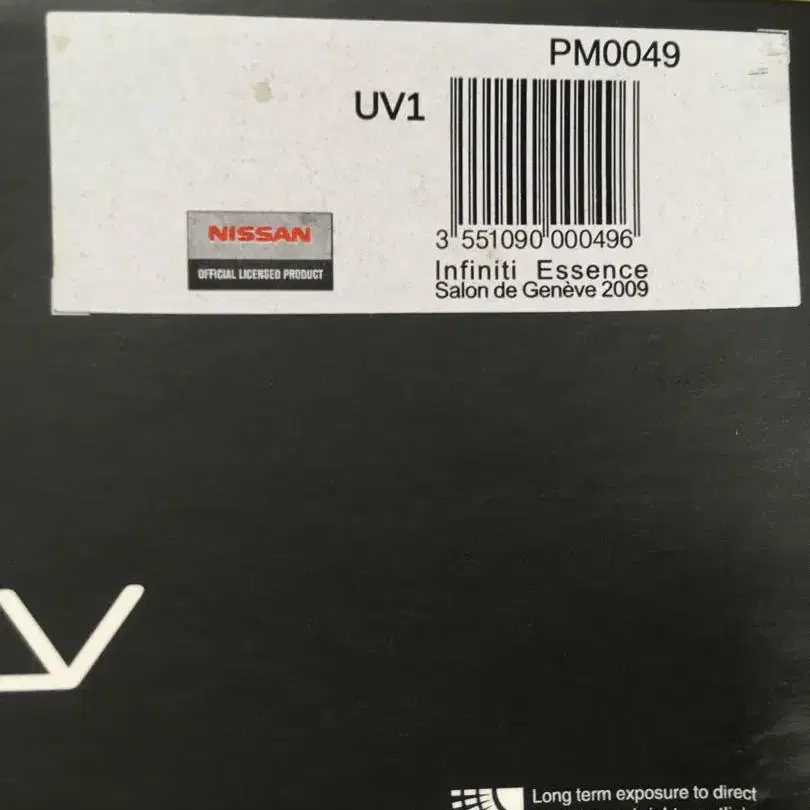 PM0049
UV1
3 551090 000496
NISSAN
OFFICIAL LICENSED PRODUCT
Infiniti Essence
Salon de Genève 2009
Long term exposure to direct